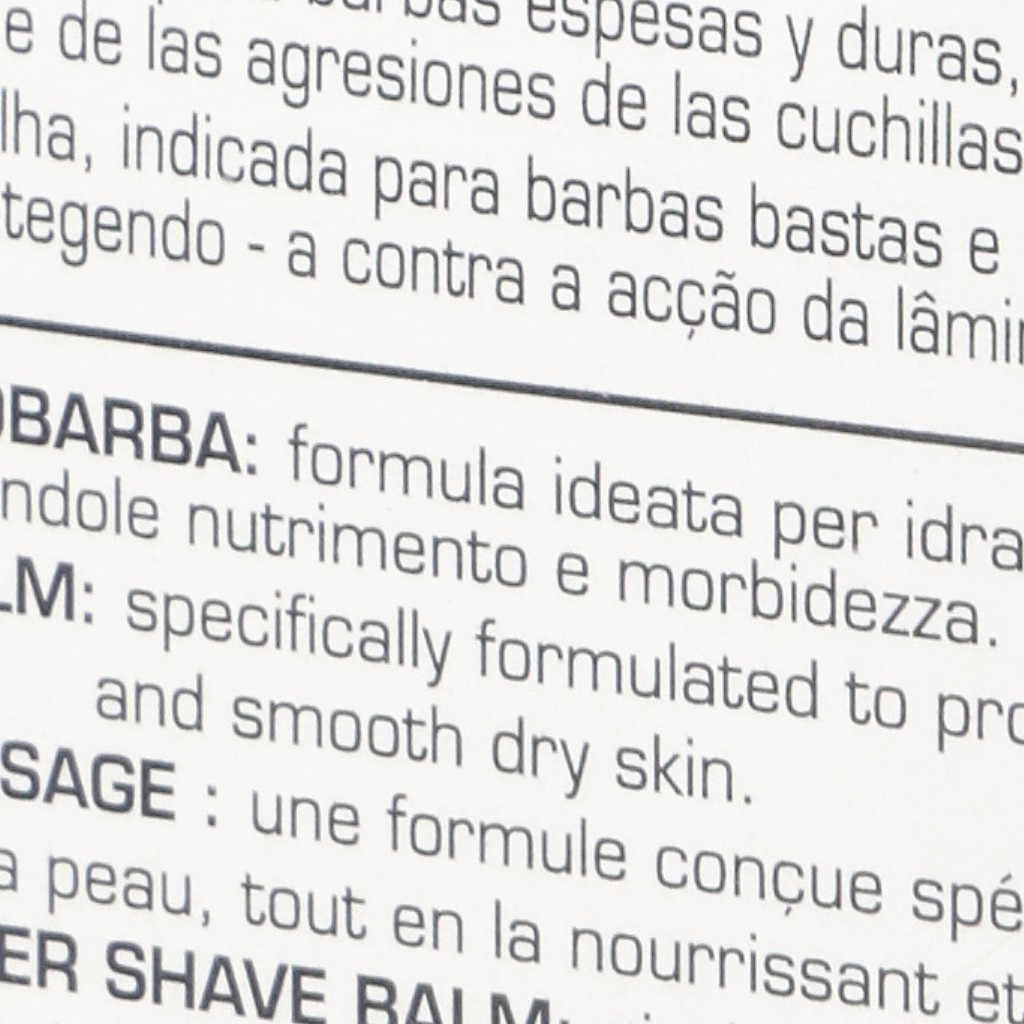 barbas espesas y duras,
e de las agresiones de las cuchillas
lha, indicada para barbas bastas e
tegendo - a contra a acção da lâmi
OBARBA: formula ideata per idra
ndole nutrimento e morbidezza.
LM: specifically formulated to pro
and smooth dry skin.
SAGE : une formule conçue spé
a peau, tout en la nourrissant et
ER SHAVE BALM: